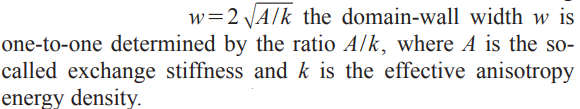 w=2√A/k the domain-wall width w is
one-to-one determined by the ratio A/k, where A is the so-
called exchange stiffness and k is the effective anisotropy
energy density.